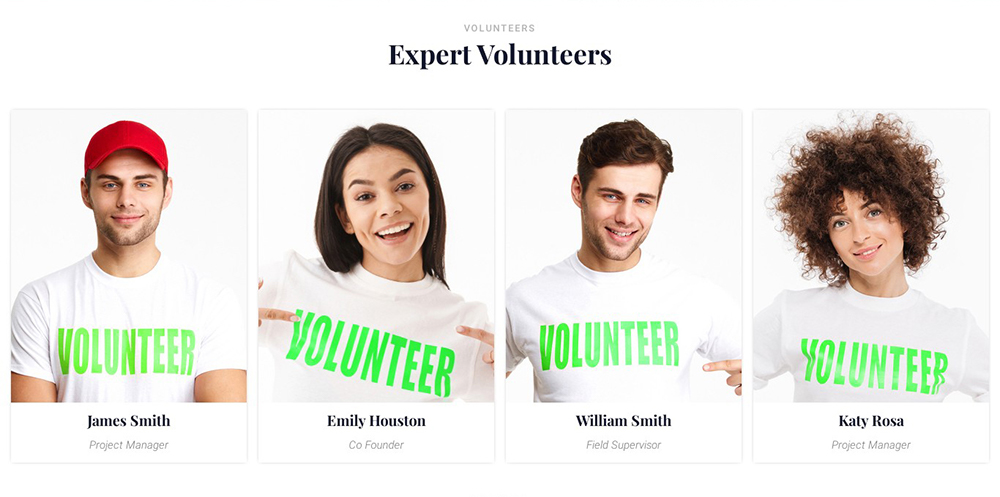 VOLUNTEERS
Expert Volunteers
VOLUNTEER
VOLUNTEER
VOLUNTEER
VOLUNTEER
James Smith
Emily Houston
William Smith
Katy Rosa
Project Manager
Co Founder
Field Supervisor
Project Manager